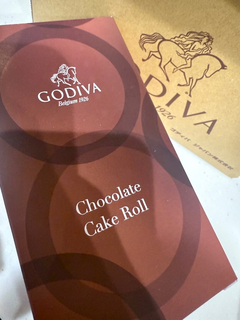 GODIVA
Belgium 1926
Chocolate
Cake Roll
DIVA
1926